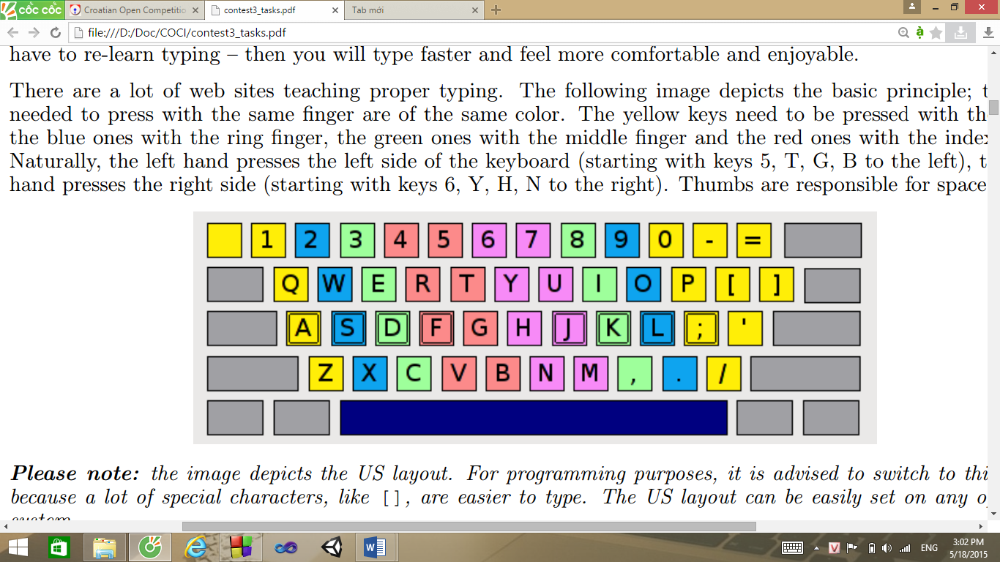 cốc cốc
Croatian Open Competitio
contest3_tasks.pdf
Tab mới
file:///D:/Doc/COCI/contest3_tasks.pdf
have to re-learn typing – then you will type faster and feel more comfortable and enjoyable.
There are a lot of web sites teaching proper typing. The following image depicts the basic principle; t
needed to press with the same finger are of the same color. The yellow keys need to be pressed with th
the blue ones with the ring finger, the green ones with the middle finger and the red ones with the index
Naturally, the left hand presses the left side of the keyboard (starting with keys 5, T, G, B to the left), t
hand presses the right side (starting with keys 6, Y, H, N to the right). Thumbs are responsible for space
1 2 3 4 5 6 7 8 9 0 - =
Q W E R T Y U I O P [ ]
A S D F G H J K L ; '
Z X C V B N M , . /
Please note: the image depicts the US layout. For programming purposes, it is advised to switch to thi
because a lot of special characters, like [], are easier to type. The US layout can be easily set on any o
system
ENG
3:02 PM
5/18/2015